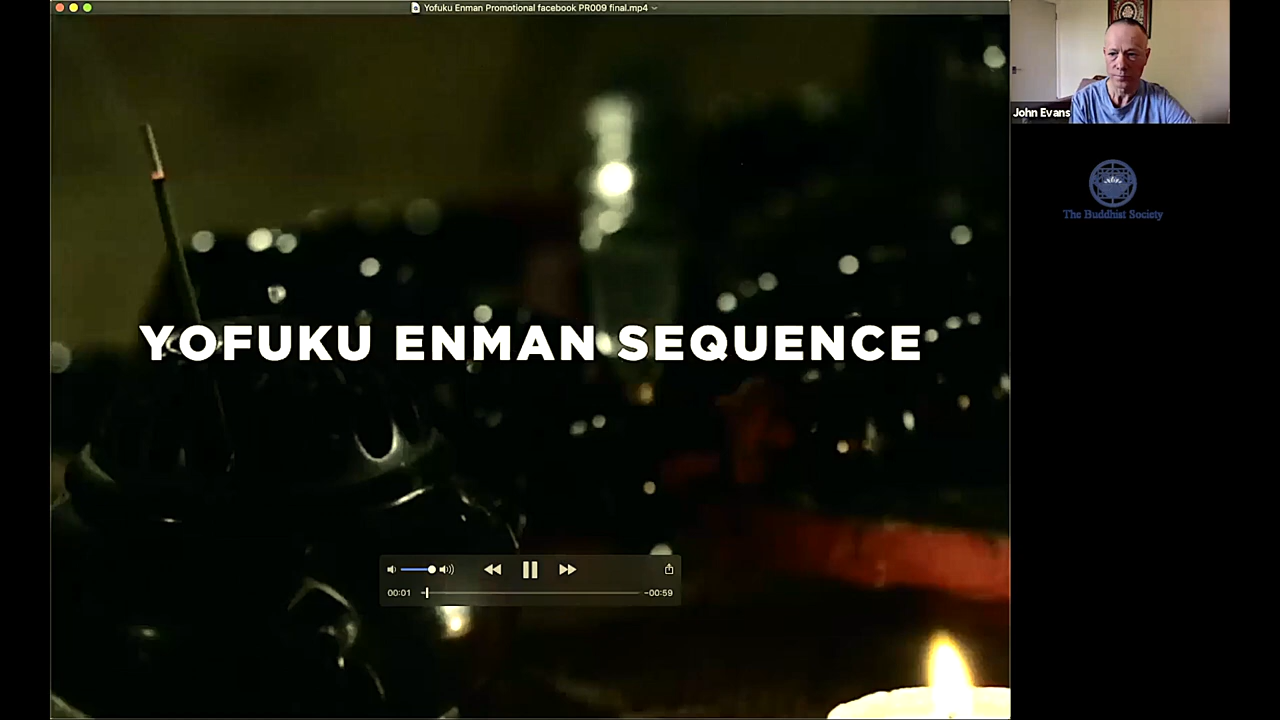 Yofuku Enman Promotional facebook PR009 final.mp4
John Evans
The Buddhist Society
YOFUKU ENMAN SEQUENCE
00:01
-00:59